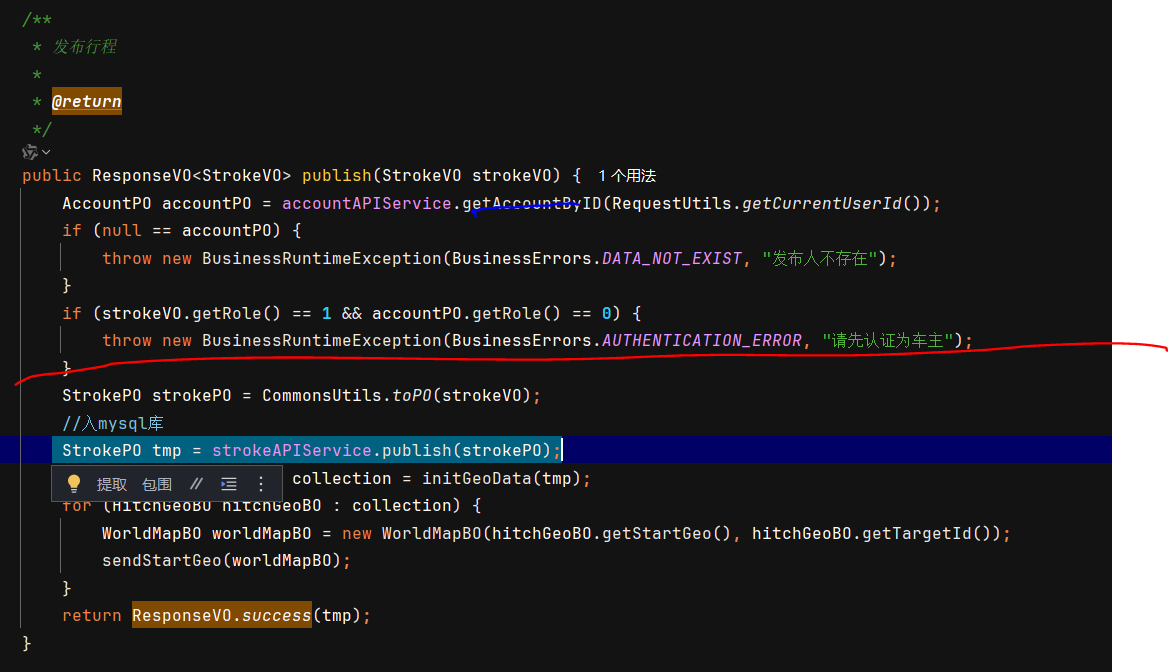 /**
* 发布行程
*
* @return
*/
public ResponseVO<StrokeVO> publish(StrokeVO strokeVO) { 1个用法
AccountPO accountPO = accountAPIService.getAccountByID(RequestUtils.getCurrentUserId());
if (null == accountPO) {
throw new BusinessRuntimeException(BusinessErrors.DATA_NOT_EXIST, "发布人不存在");
}
if (strokeVO.getRole() == 1 && accountPO.getRole() == 0) {
throw new BusinessRuntimeException(BusinessErrors.AUTHENTICATION_ERROR, "请先认证为车主");
}
StrokePO strokePO = CommonsUtils.toPO(strokeVO);
//入mysql库
StrokePO tmp = strokeAPIService.publish(strokePO);
提取 包围 // collection = initGeoData(tmp);
for (HitchGeoBO hitchGeoBO : collection) {
WorldMapBO worldMapBO = new WorldMapBO(hitchGeoBO.getStartGeo(), hitchGeoBO.getTargetId());
sendStartGeo(worldMapBO);
}
return ResponseVO.success(tmp);
}